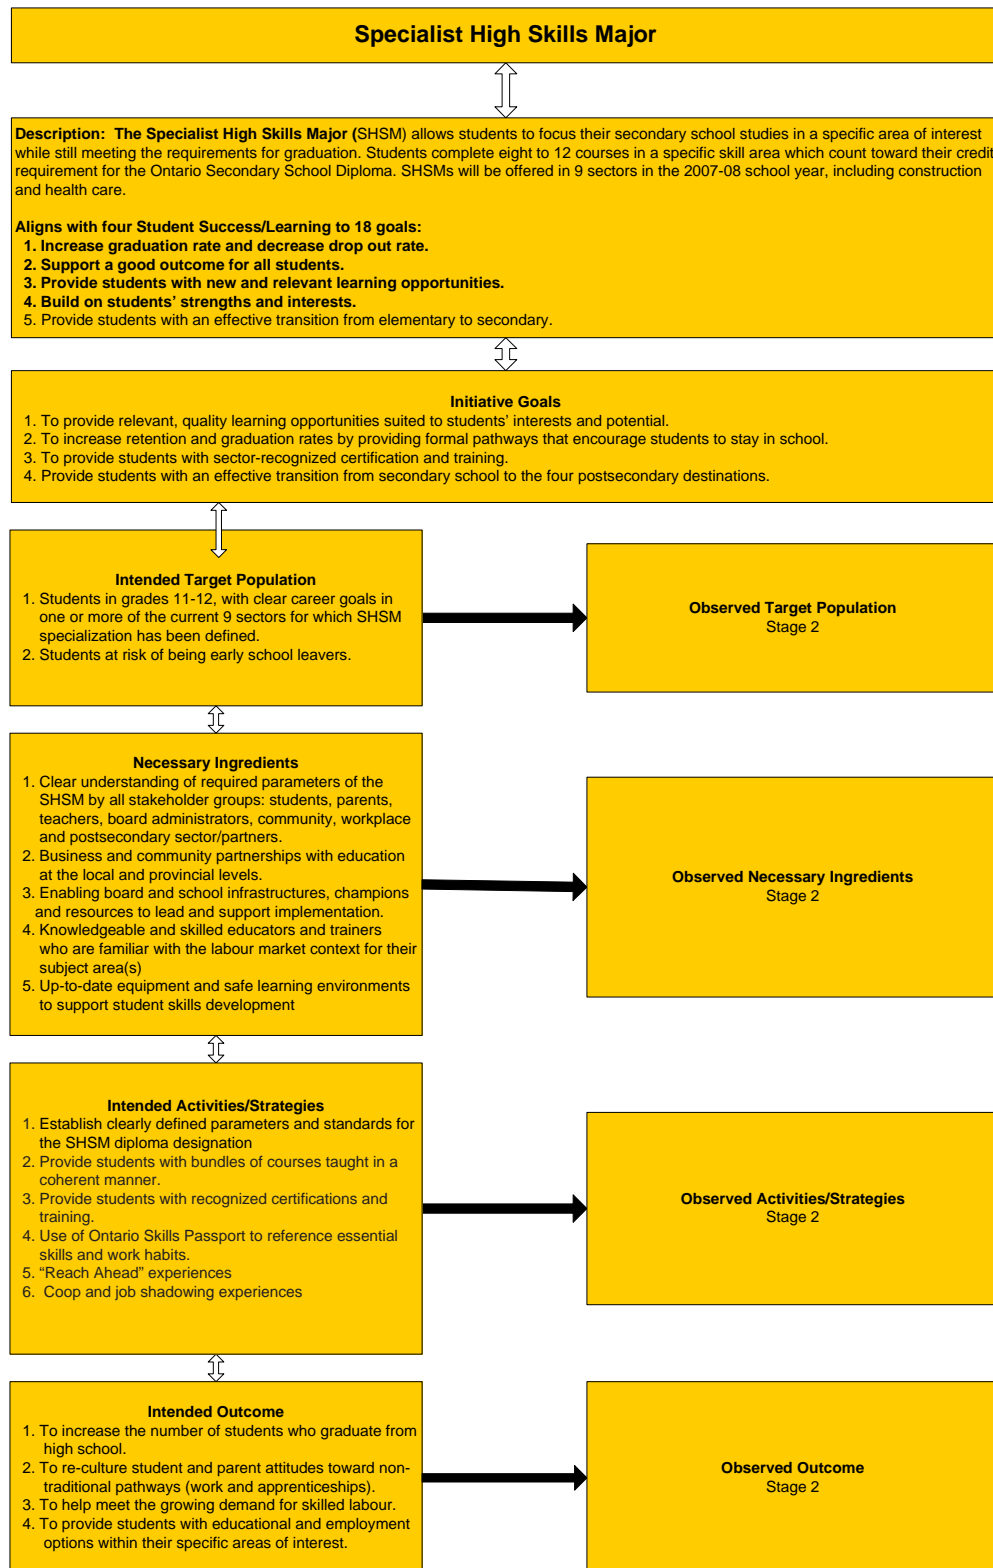 Specialist High Skills Major
Description: The Specialist High Skills Major (SHSM) allows students to focus their secondary school studies in a specific area of interest
while still meeting the requirements for graduation. Students complete eight to 12 courses in a specific skill area which count toward their credit
requirement for the Ontario Secondary School Diploma. SHSMs will be offered in 9 sectors in the 2007-08 school year, including construction
and health care.
Aligns with four Student Success/Learning to 18 goals:
1. Increase graduation rate and decrease drop out rate.
2. Support a good outcome for all students.
3. Provide students with new and relevant learning opportunities.
4. Build on students’ strengths and interests.
5. Provide students with an effective transition from elementary to secondary.
Initiative Goals
1. To provide relevant, quality learning opportunities suited to students’ interests and potential.
2. To increase retention and graduation rates by providing formal pathways that encourage students to stay in school.
3. To provide students with sector-recognized certification and training.
4. Provide students with an effective transition from secondary school to the four postsecondary destinations.
Intended Target Population
1. Students in grades 11-12, with clear career goals in
one or more of the current 9 sectors for which SHSM
specialization has been defined.
2. Students at risk of being early school leavers.
Observed Target Population
Stage 2
Necessary Ingredients
1. Clear understanding of required parameters of the
SHSM by all stakeholder groups: students, parents,
teachers, board administrators, community, workplace
and postsecondary sector/partners.
2. Business and community partnerships with education
at the local and provincial levels.
3. Enabling board and school infrastructures, champions
and resources to lead and support implementation.
4. Knowledgeable and skilled educators and trainers
who are familiar with the labour market context for their
subject area(s)
5. Up-to-date equipment and safe learning environments
to support student skills development
Observed Necessary Ingredients
Stage 2
Intended Activities/Strategies
1. Establish clearly defined parameters and standards for
the SHSM diploma designation
2. Provide students with bundles of courses taught in a
coherent manner.
3. Provide students with recognized certifications and
training.
4. Use of Ontario Skills Passport to reference essential
skills and work habits.
5. “Reach Ahead” experiences
6. Coop and job shadowing experiences
Observed Activities/Strategies
Stage 2
Intended Outcome
1. To increase the number of students who graduate from
high school.
2. To re-culture student and parent attitudes toward non-
traditional pathways (work and apprenticeships).
3. To help meet the growing demand for skilled labour.
4. To provide students with educational and employment
options within their specific areas of interest.
Observed Outcome
Stage 2